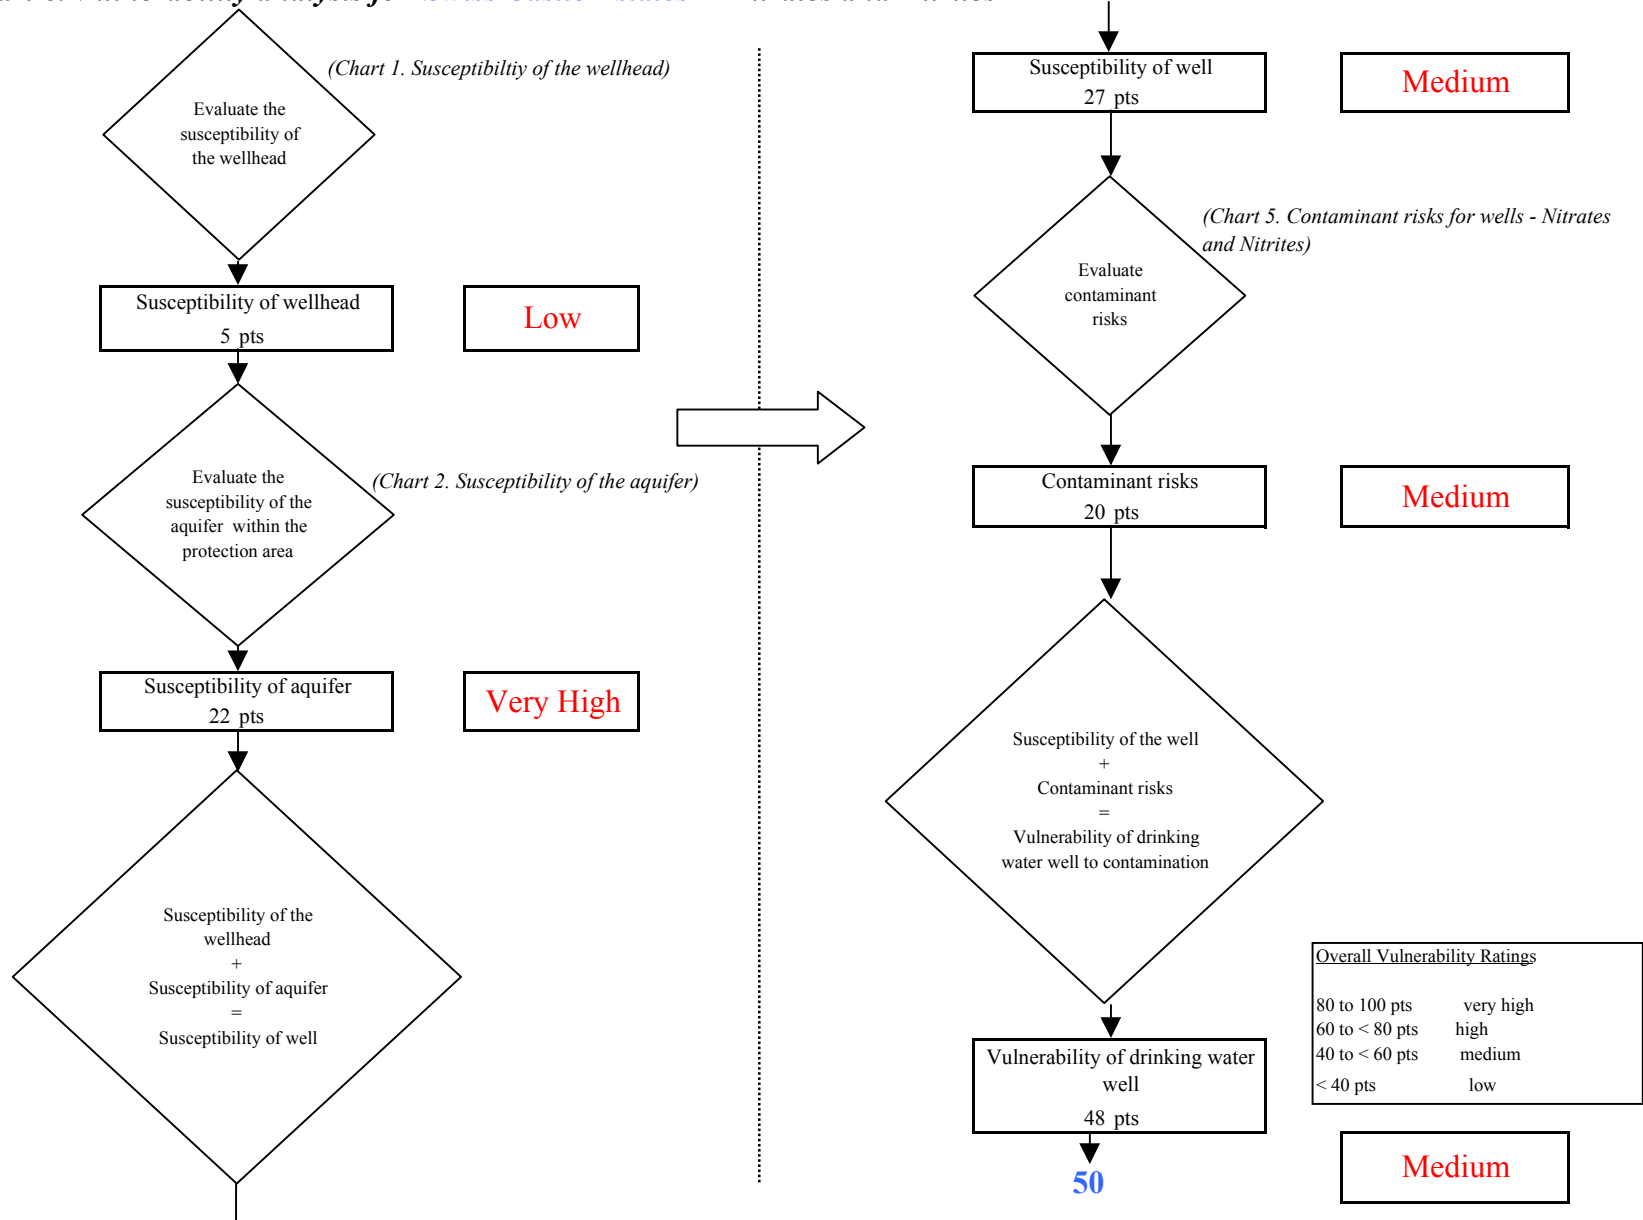 Swiss Castle Estates
(Chart 1. Susceptibiltiy of the wellhead)
Evaluate the
susceptibility of
the wellhead
Susceptibility of wellhead
5 pts
Low
Evaluate the
susceptibility of the
aquifer within the
protection area
(Chart 2. Susceptibility of the aquifer)
Susceptibility of aquifer
22 pts
Very High
Susceptibility of the
wellhead
+
Susceptibility of aquifer
=
Susceptibility of well
Susceptibility of well
27 pts
Medium
(Chart 5. Contaminant risks for wells - Nitrates
and Nitrites)
Evaluate
contaminant
risks
Contaminant risks
20 pts
Medium
Susceptibility of the well
+
Contaminant risks
=
Vulnerability of drinking
water well to contamination
Overall Vulnerability Ratings
80 to 100 pts very high
60 to < 80 pts high
40 to < 60 pts medium
< 40 pts low
Vulnerability of drinking water
well
48 pts
50
Medium